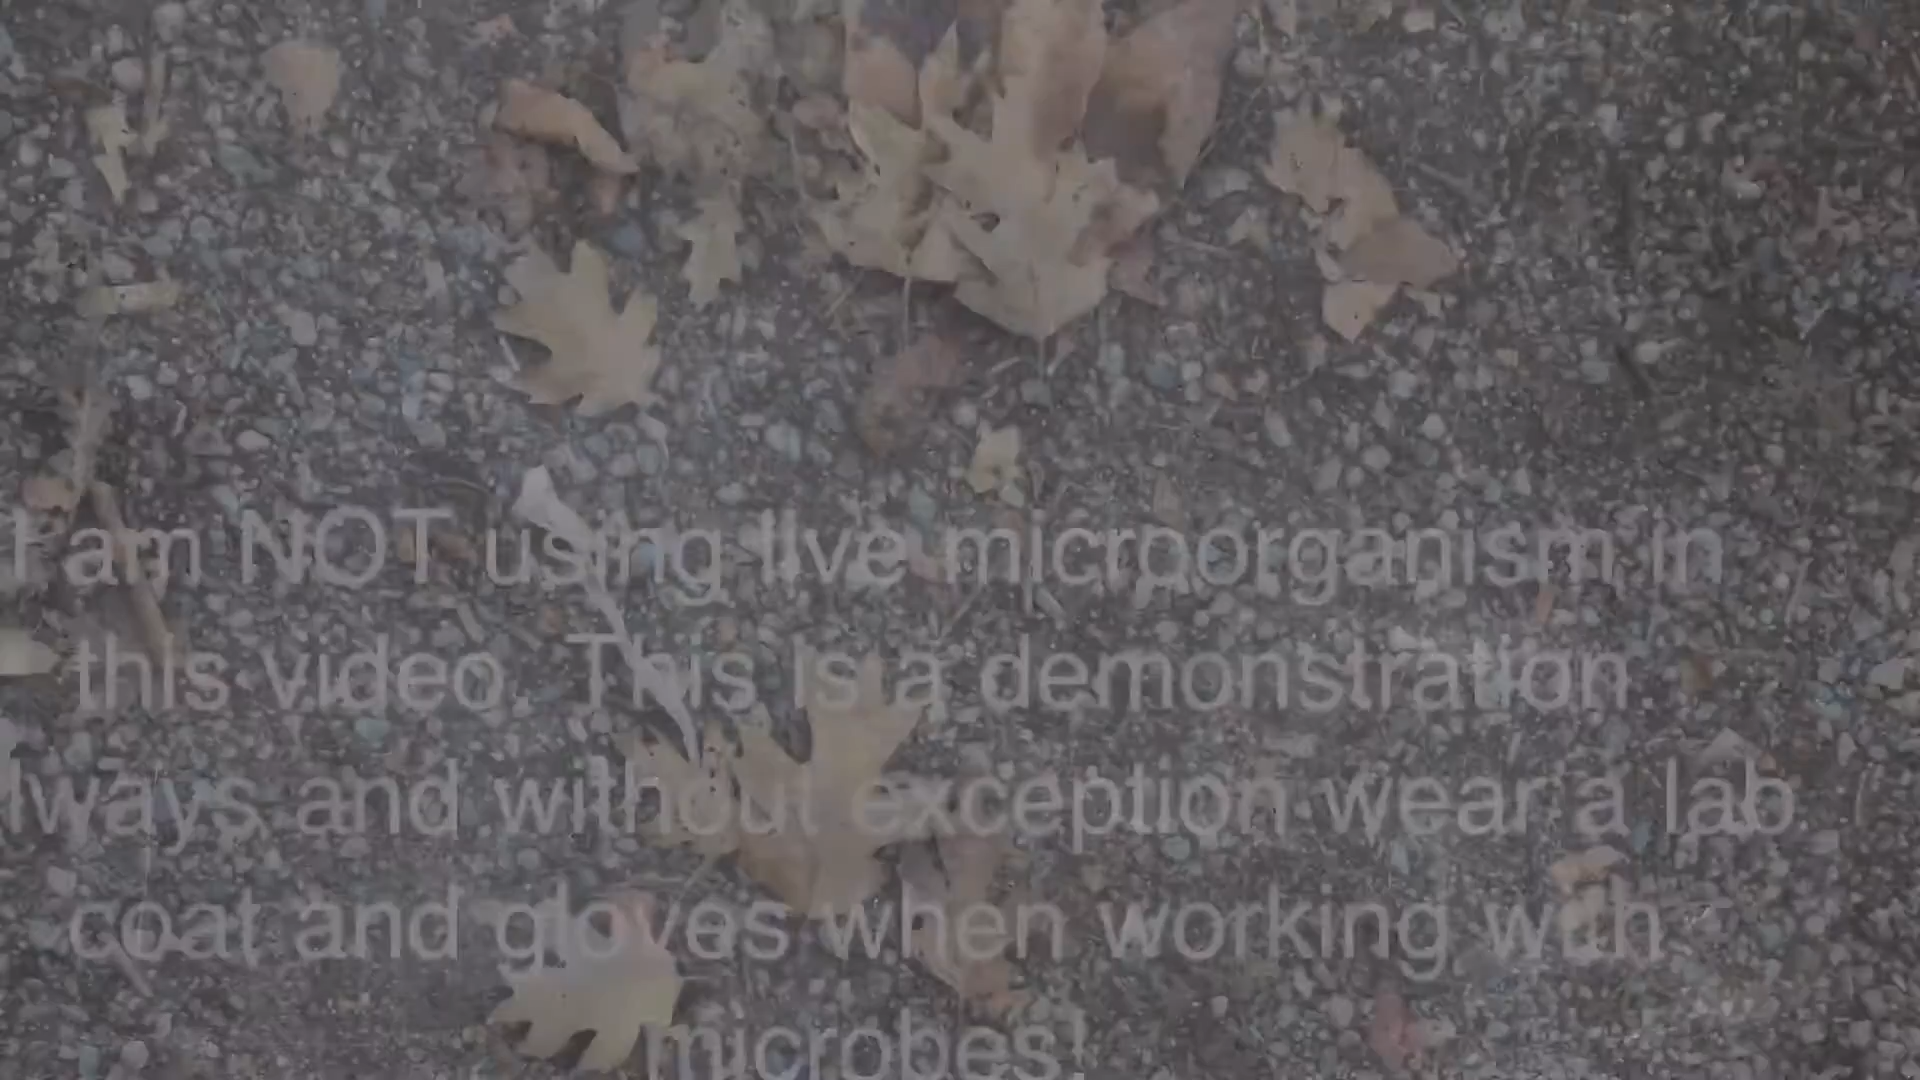 I am NOT using live microorganism in
this video. This is a demonstration.
lways and without exception wear a lab
coat and gloves when working with
microbes!